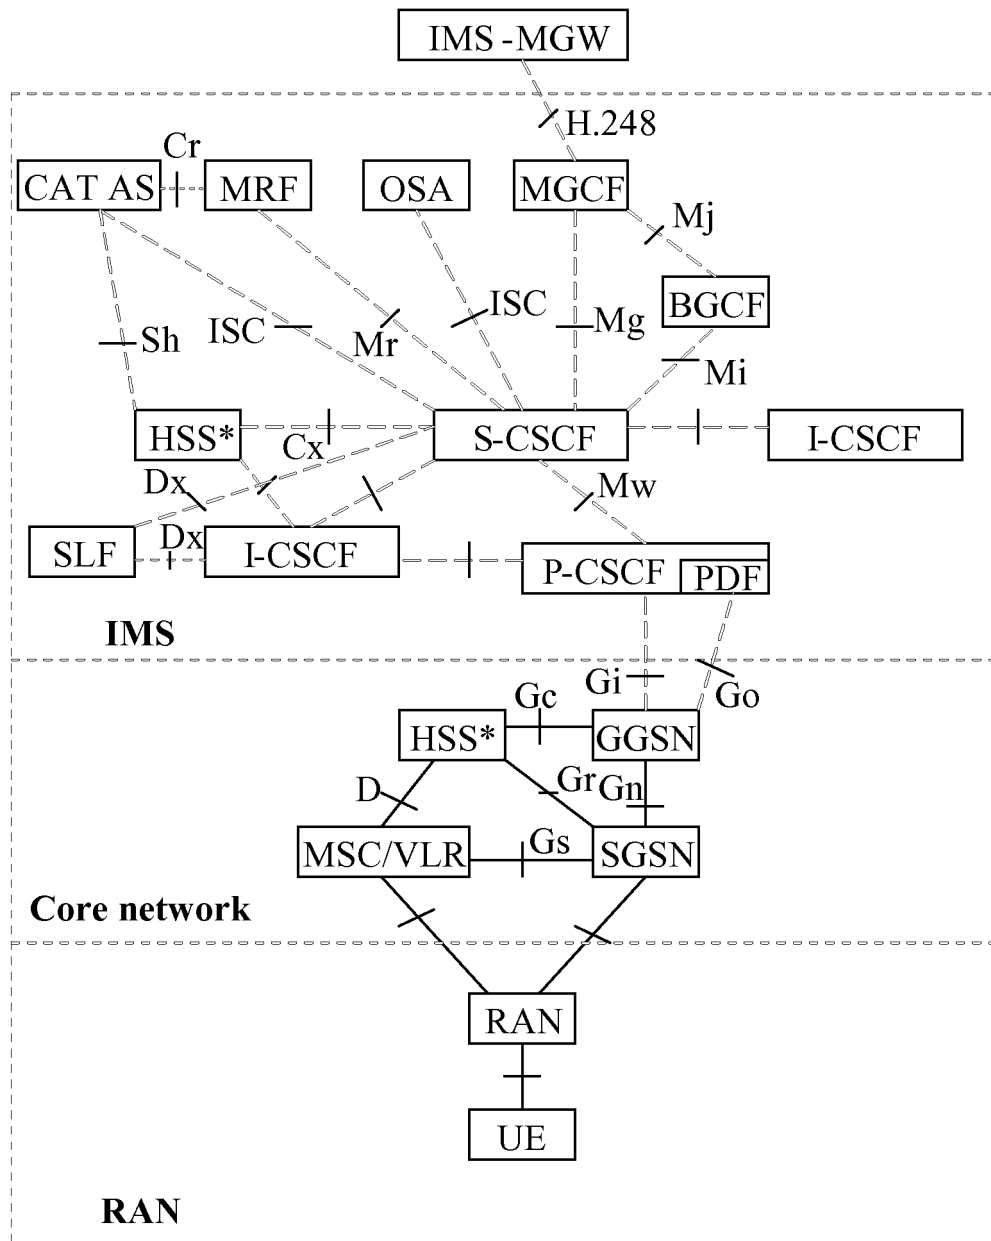 IMS -MGW
H.248
Cr
CAT AS
MRF
OSA
MGCF
Mj
BGCF
ISC
Sh
ISC
Mr
Mg
Mi
HSS*
Cx
S-CSCF
I-CSCF
Dx
Mw
Dx
SLF
I-CSCF
P-CSCF
PDF
IMS
Gi
Go
Gc
HSS*
GGSN
D
Gr
Gn
MSC/VLR
Gs
SGSN
Core network
RAN
UE
RAN